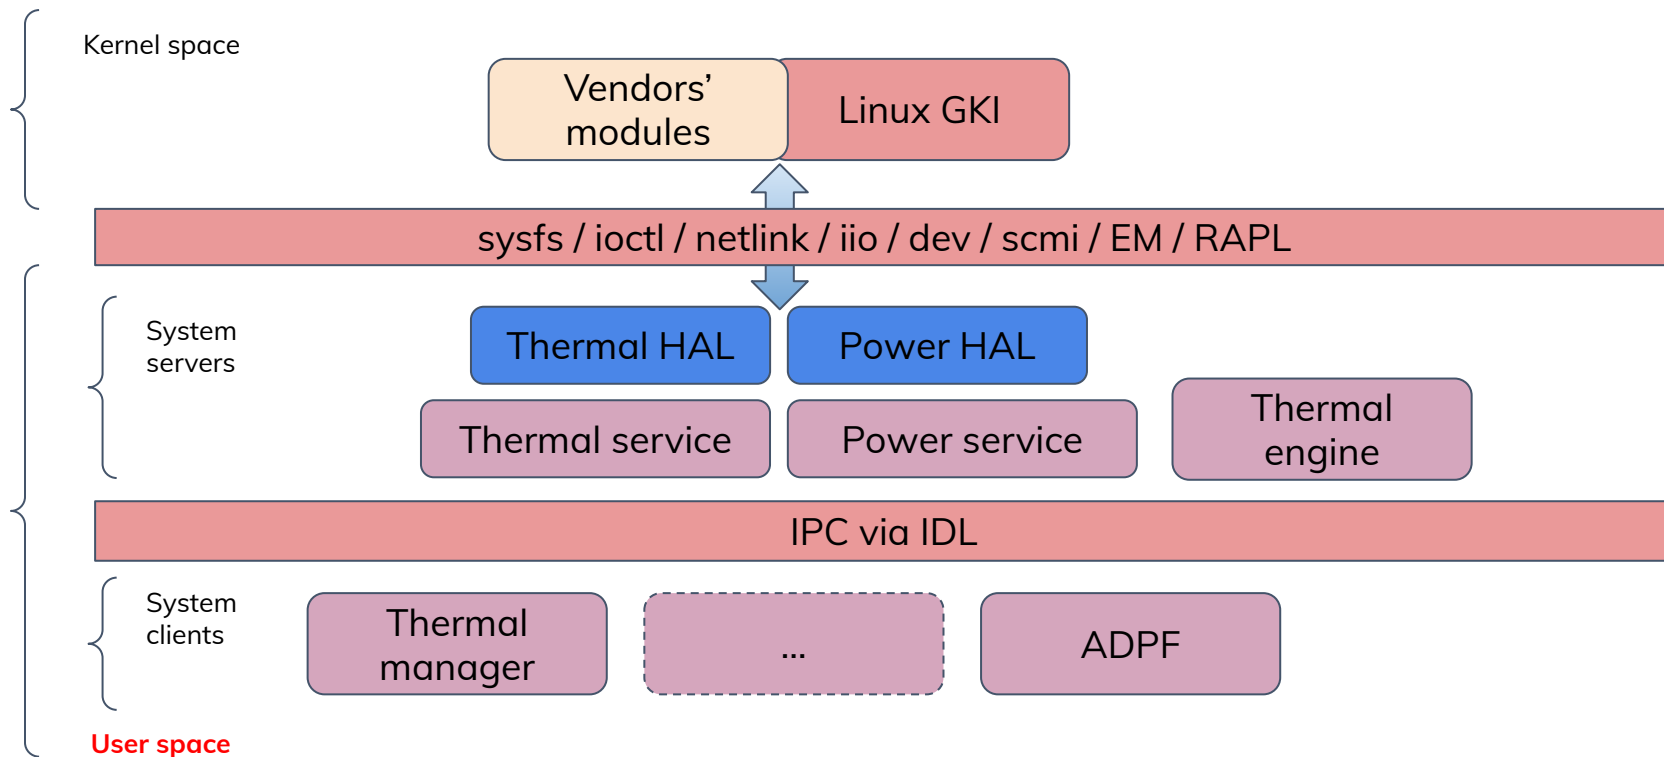 Kernel space
Vendors’
modules
Linux GKI
sysfs / ioctl / netlink / iio / dev / scmi / EM / RAPL
System
servers
Thermal HAL
Power HAL
Thermal service
Power service
Thermal
engine
IPC via IDL
System
clients
Thermal
manager
...
ADPF
User space